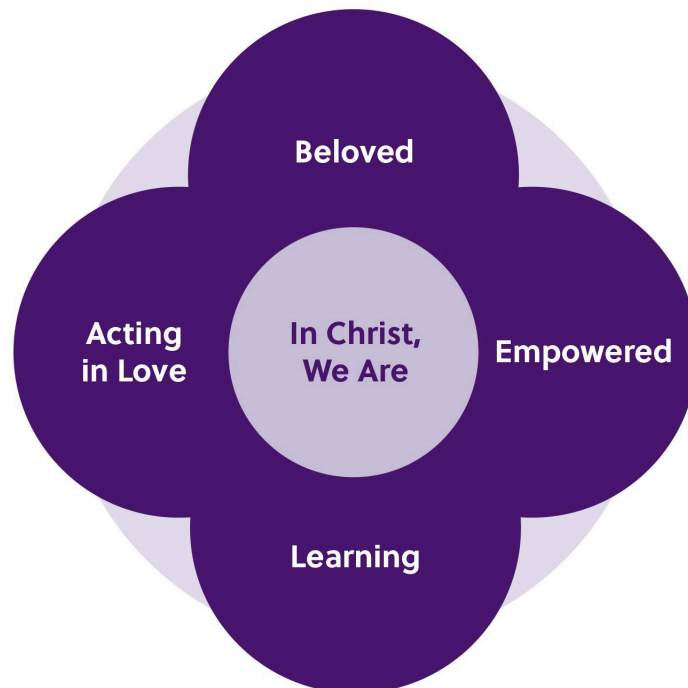 Beloved
Acting
in Love
In Christ,
We Are
Empowered
Learning